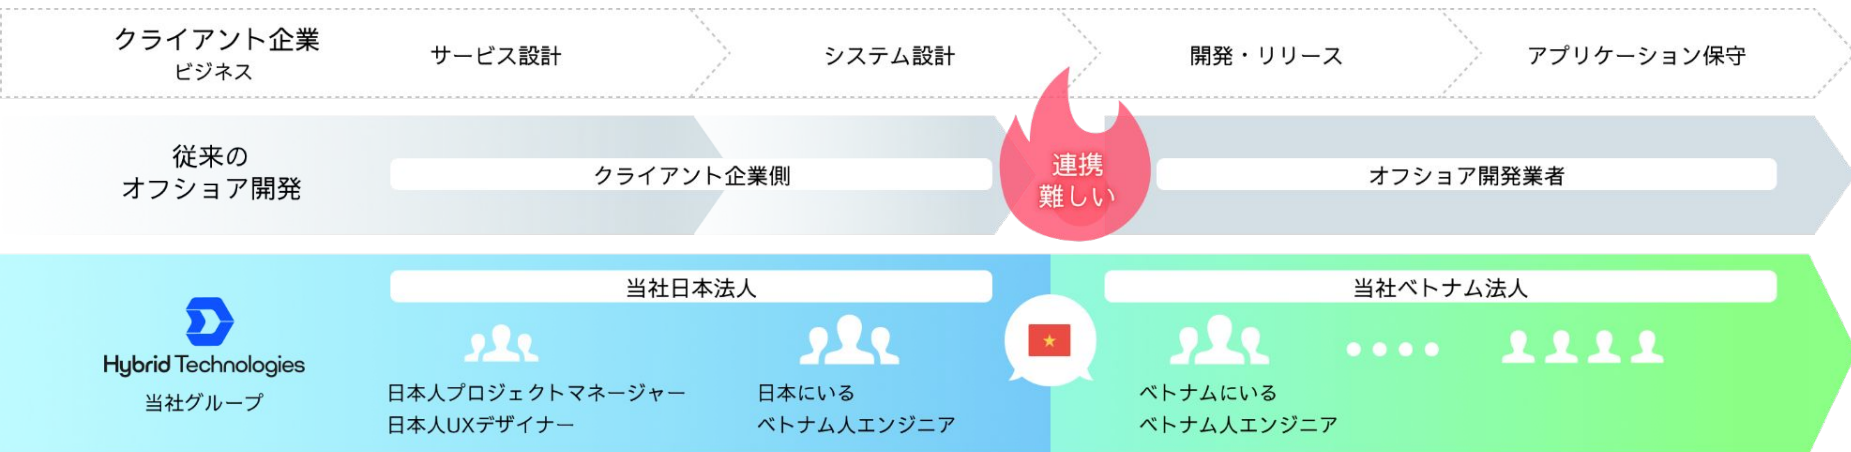 クライアント企業
ビジネス
サービス設計
システム設計
開発・リリース
アプリケーション保守
従来の
オフショア開発
クライアント企業側
連携
難しい
オフショア開発業者
Hybrid Technologies
当社グループ
当社日本法人
日本人プロジェクトマネージャー
日本人UXデザイナー
日本にいる
ベトナム人エンジニア
当社ベトナム法人
ベトナムにいる
ベトナム人エンジニア